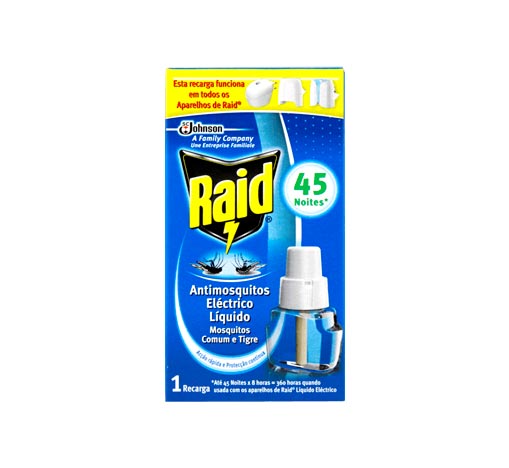 Esta recarga funciona
em todos os
Aparelhos de Raid®
SC Johnson
A Family Company
Une Entreprise Familiale
Raid
45
Noites*
Antimosquitos
Eléctrico
Líquido
Mosquitos
Comum e Tigre
Acção rápida e Protecção contínua
1 Recarga
*Até 45 Noites x 8 horas = 360 horas quando
usada com os aparelhos de Raid® Líquido Eléctrico